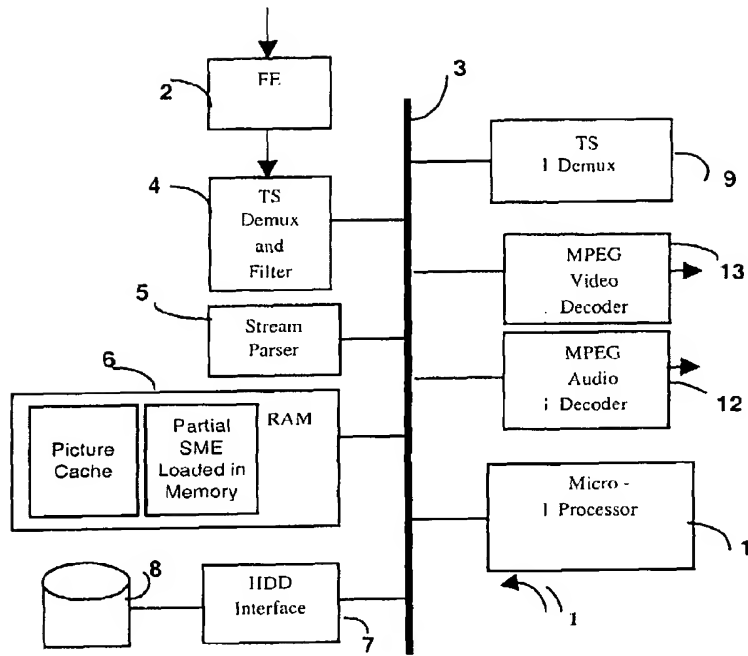 FE
2
3
TS
Demux
and
Filter
4
TS
Demux
9
5
Stream
Parser
MPEG
Video
Decoder
13
6
RAM
Picture
Cache
Partial
SME
Loaded in
Memory
MPEG
Audio
Decoder
12
Micro -
Processor
1
8
HDD
Interface
7
1